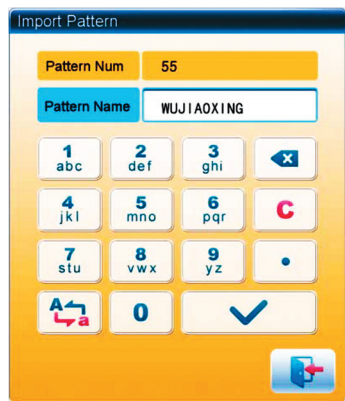 Import Pattern
Pattern Num 55
Pattern Name WUJIAOXING
1 2 3
abc def ghi
4 5 6 C
jkl mno pqr
7 8 9 .
stu vwx yz
A a 0